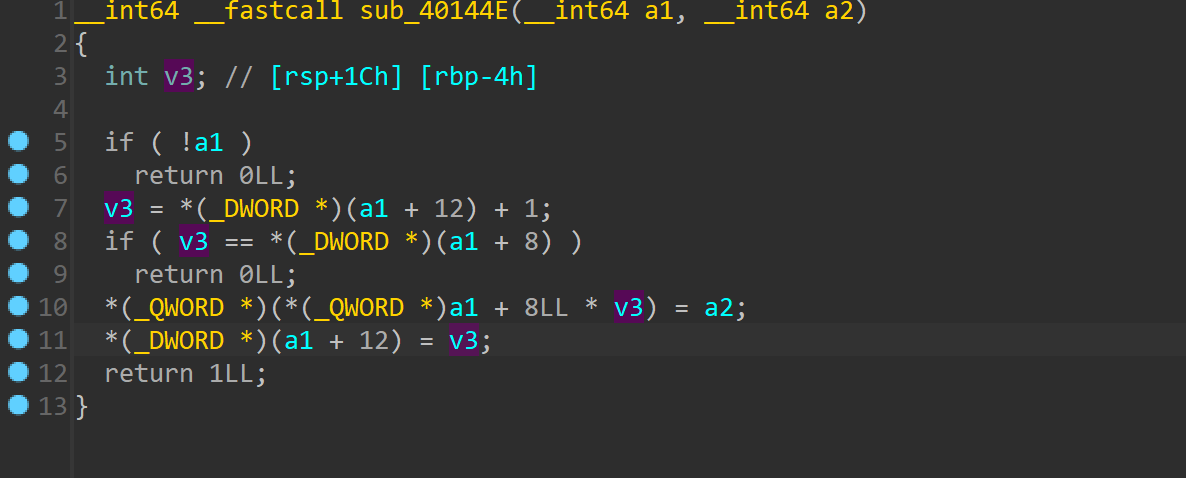 1 __int64 __fastcall sub_40144E(__int64 a1, __int64 a2)
2 {
3   int v3; // [rsp+1Ch] [rbp-4h]
4
5   if ( !a1 )
6     return 0LL;
7   v3 = *(_DWORD *)(a1 + 12) + 1;
8   if ( v3 == *(_DWORD *)(a1 + 8) )
9     return 0LL;
10   *(_QWORD *)(*(_QWORD *)a1 + 8LL * v3) = a2;
11   *(_DWORD *)(a1 + 12) = v3;
12   return 1LL;
13 }